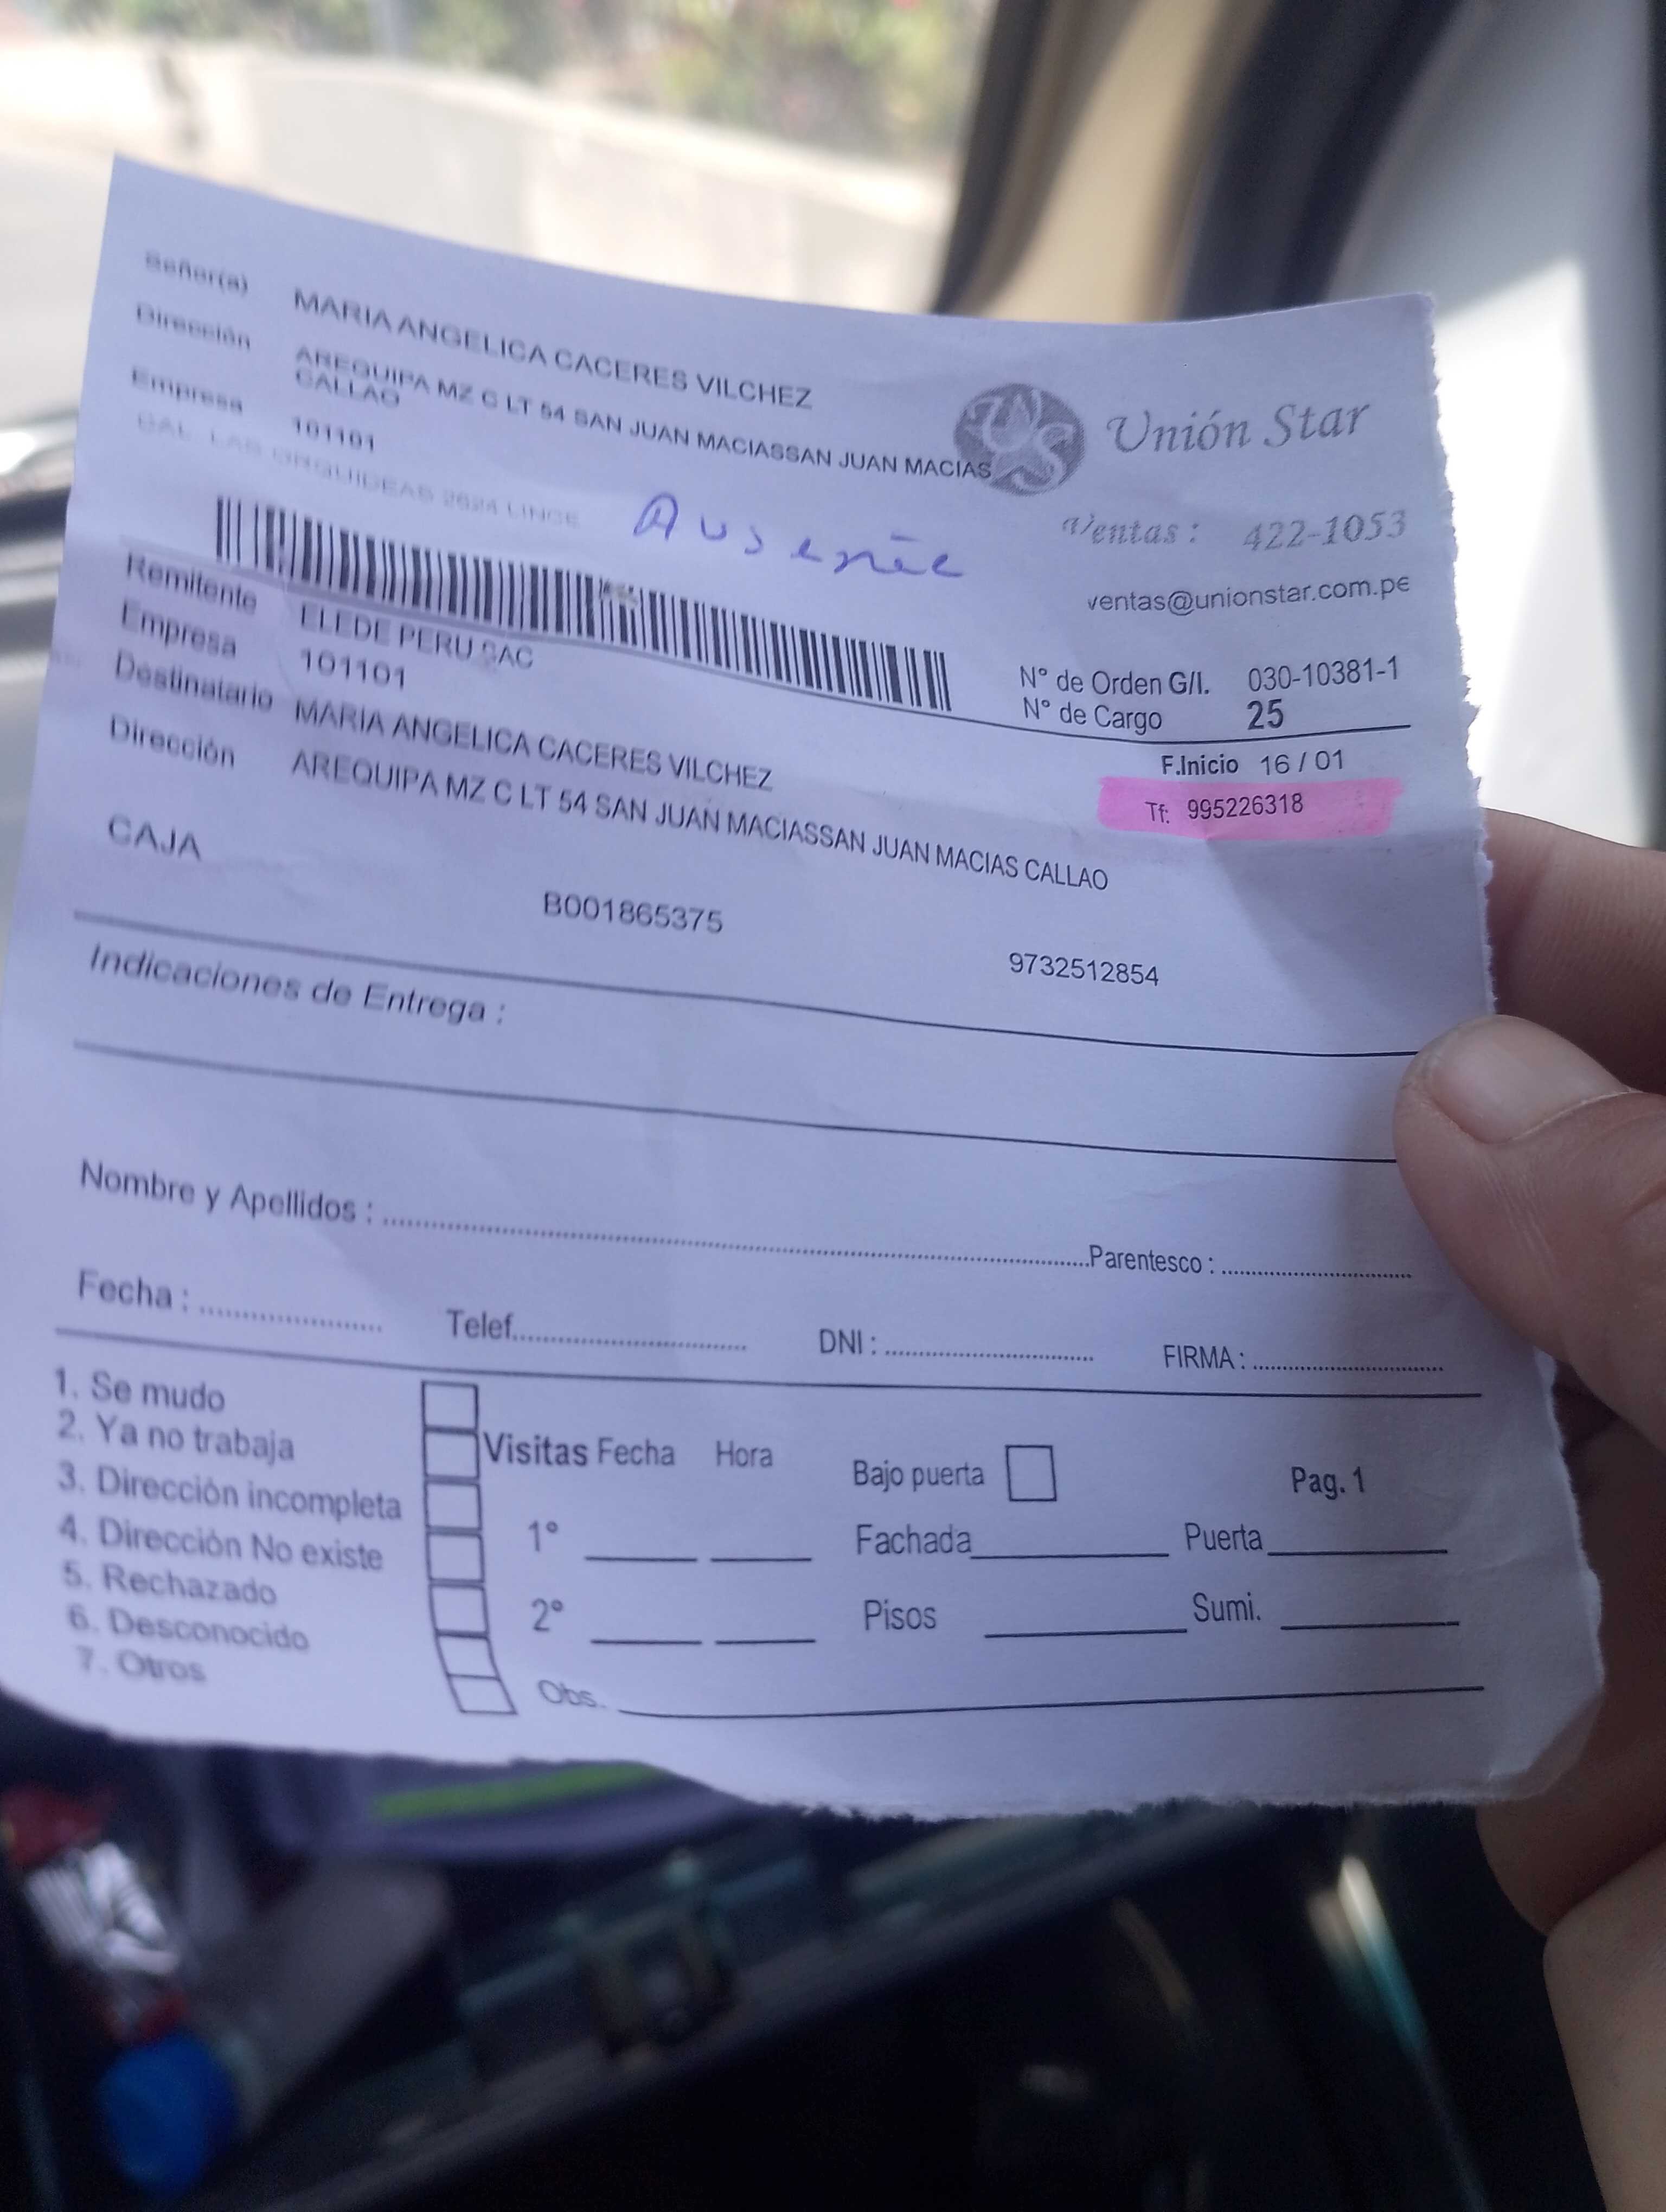 Señor(a) MARIA ANGELICA CACERES VILCHEZ
Dirección AREQUIPA MZ C LT 54 SAN JUAN MACIASSAN JUAN MACIAS
CALLAO
Empresa 101101
CAL. LAS ORQUIDEAS 2624 LINCE
Ausente
Unión Star
Ventas: 422-1053
ventas@unionstar.com.pe
Remitente ELEDE PERU SAC
Empresa 101101
Destinatario MARIA ANGELICA CACERES VILCHEZ
Dirección AREQUIPA MZ C LT 54 SAN JUAN MACIASSAN JUAN MACIAS CALLAO
N° de Orden G/I. 030-10381-1
N° de Cargo 25
F.Inicio 16 / 01
Tf: 995226318
CAJA B001865375 9732512854
Indicaciones de Entrega :
Nombre y Apellidos : Parentesco :
Fecha : Telef. DNI : FIRMA :
1. Se mudo
2. Ya no trabaja
3. Dirección incompleta
4. Dirección No existe
5. Rechazado
6. Desconocido
7. Otros
Visitas Fecha Hora Bajo puerta Pag. 1
1° Fachada Puerta
2° Pisos Sumi.
Obs.